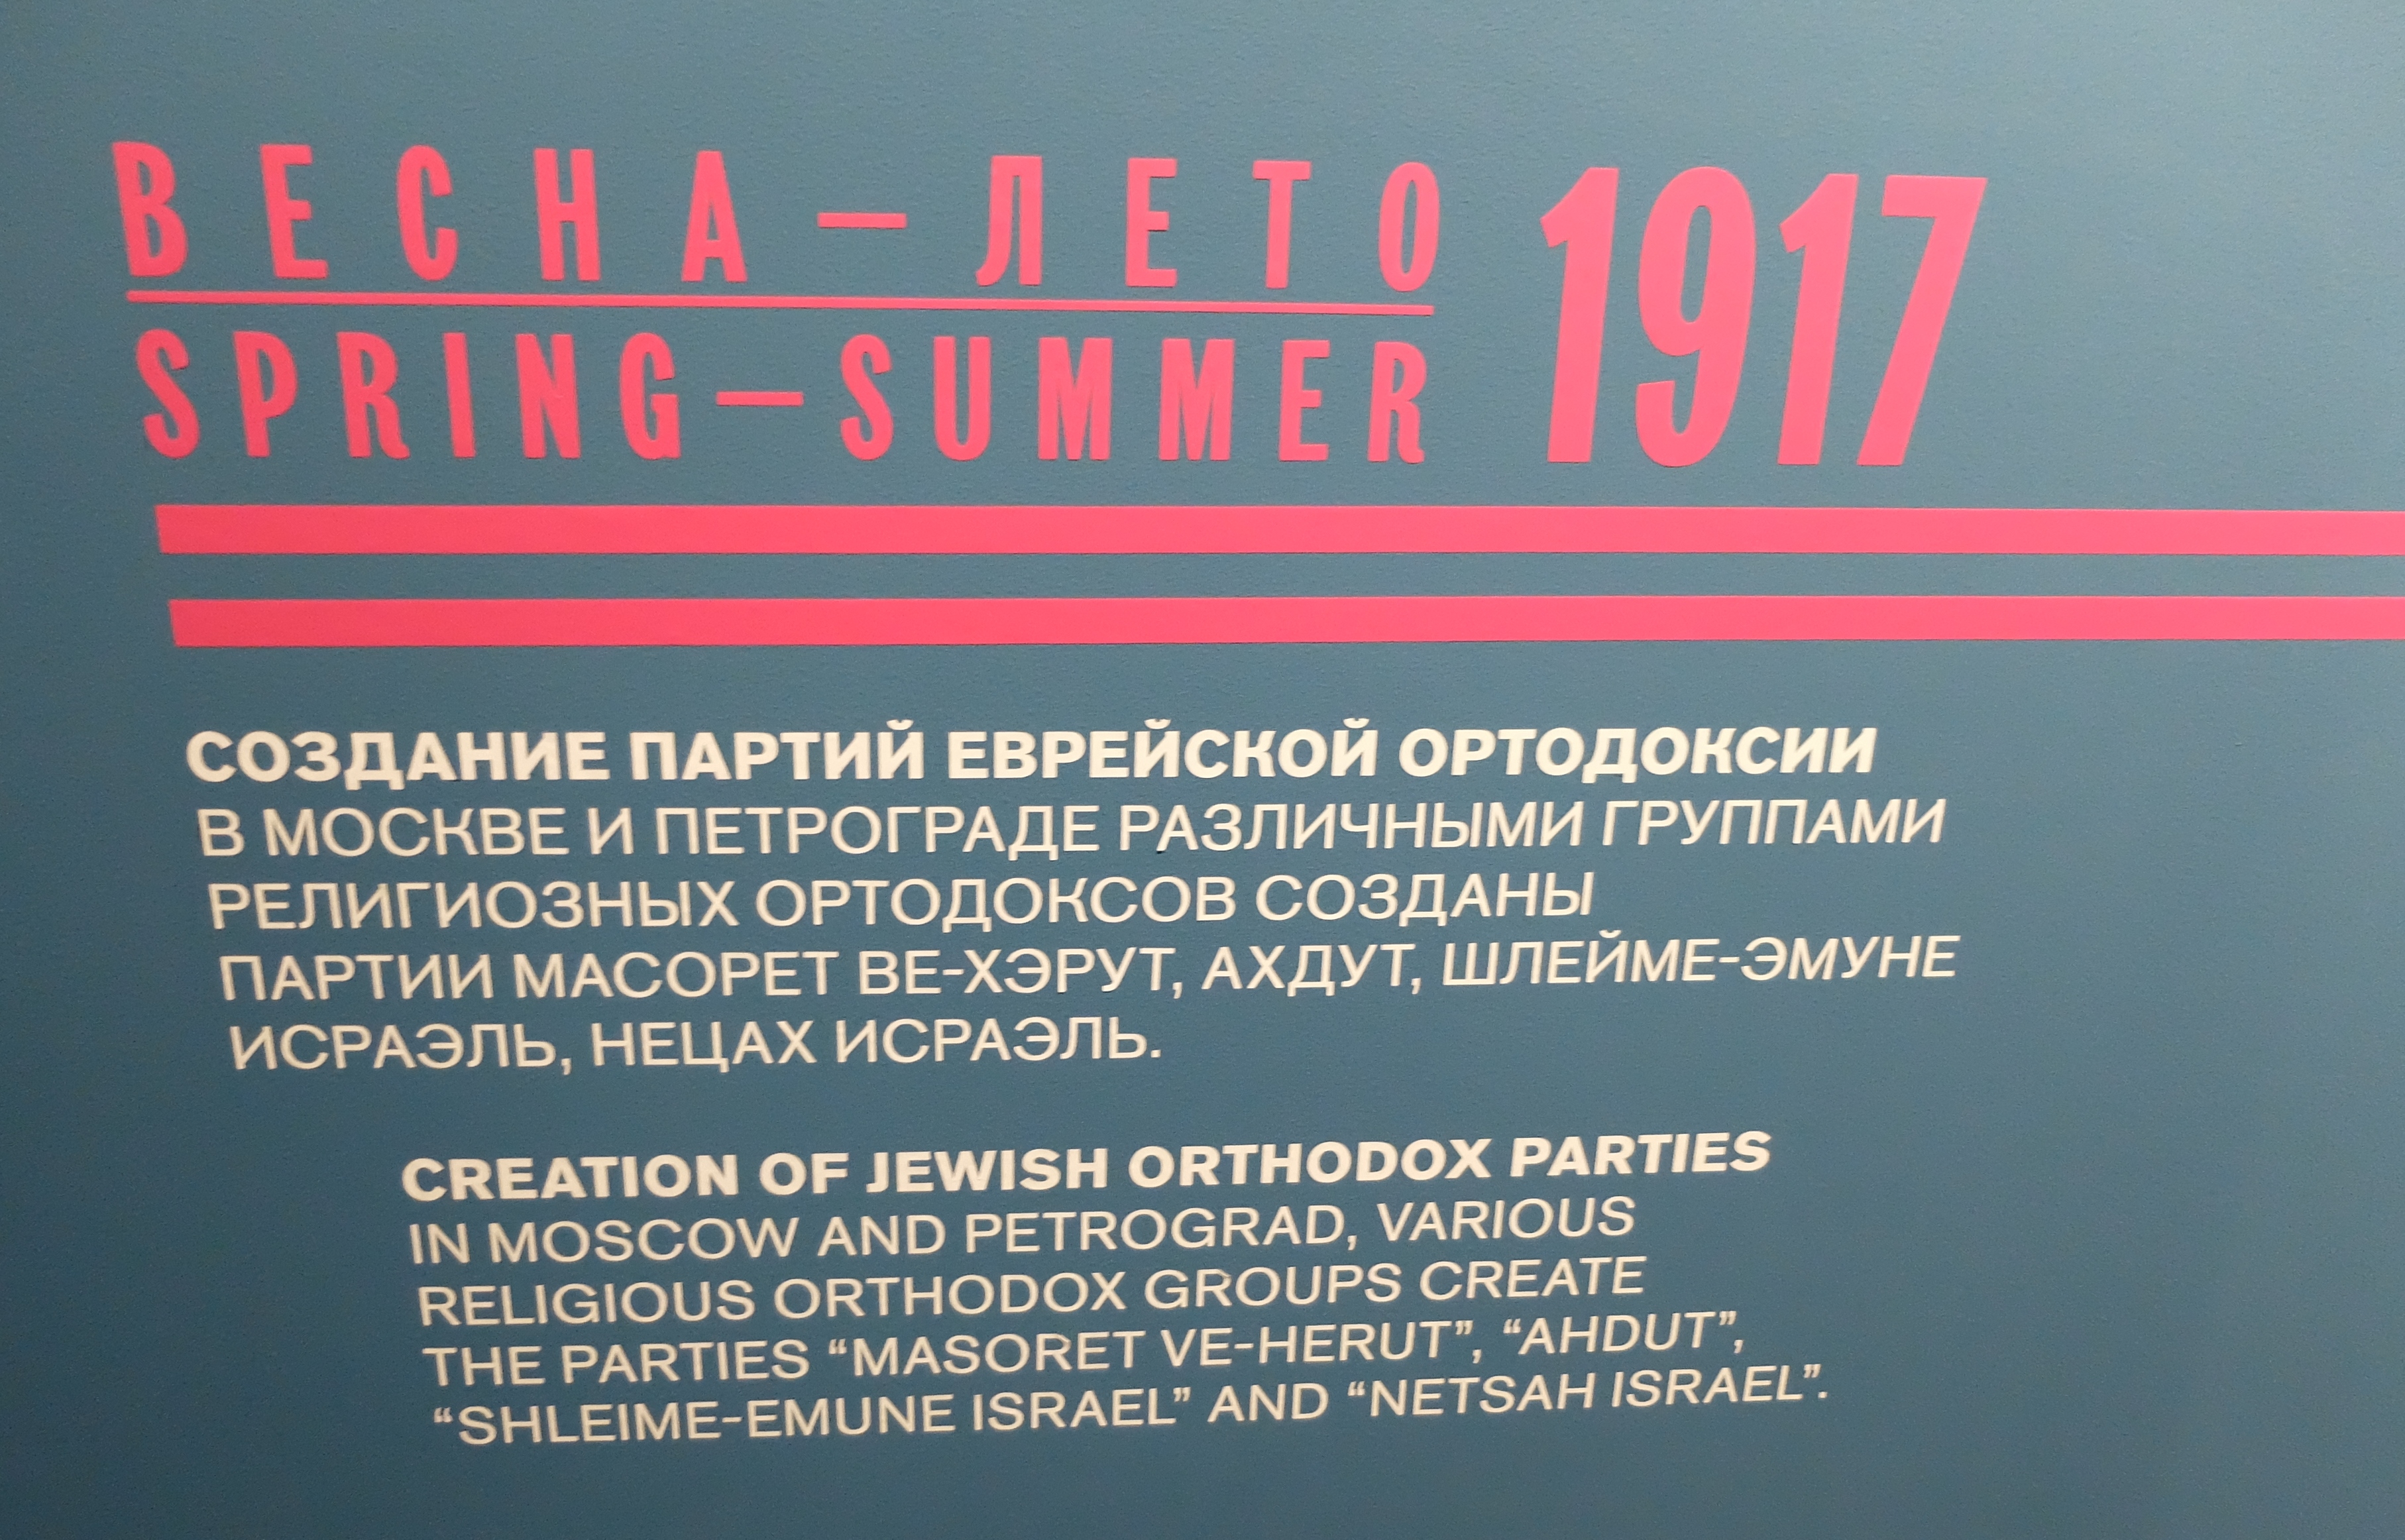 ВЕСНА—ЛЕТО 1917
SPRING—SUMMER
СОЗДАНИЕ ПАРТИЙ ЕВРЕЙСКОЙ ОРТОДОКСИИ
В МОСКВЕ И ПЕТРОГРАДЕ РАЗЛИЧНЫМИ ГРУППАМИ
РЕЛИГИОЗНЫХ ОРТОДОКСОВ СОЗДАНЫ
ПАРТИИ МАСОРЕТ ВЕ-ХЭРУТ, АХДУТ, ШЛЕЙМЕ-ЭМУНЕ
ИСРАЭЛЬ, НЕЦАХ ИСРАЭЛЬ.
CREATION OF JEWISH ORTHODOX PARTIES
IN MOSCOW AND PETROGRAD, VARIOUS
RELIGIOUS ORTHODOX GROUPS CREATE
THE PARTIES “MASORET VE-HERUT”, “AHDUT”,
“SHLEIME-EMUNE ISRAEL” AND “NETSAH ISRAEL”.